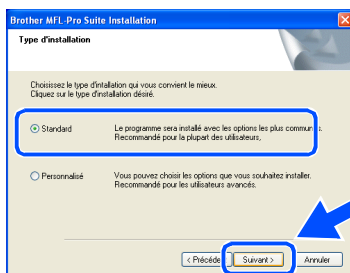 Brother MFL-Pro Suite Installation
Type d'installation
Choisissez le type d'intallation qui vous convient le mieux.
Cliquez sur le type d'installation désiré.
Standard
Le programme sera installé avec les options les plus commun s.
Recommandé pour la plupart des utilisateurs,
Personnalisé
Vous pouvez choisir les options que vous souhaitez installer.
Recommandé pour les utilisateurs avancés.
< Précéde
Suivant >
Annuler